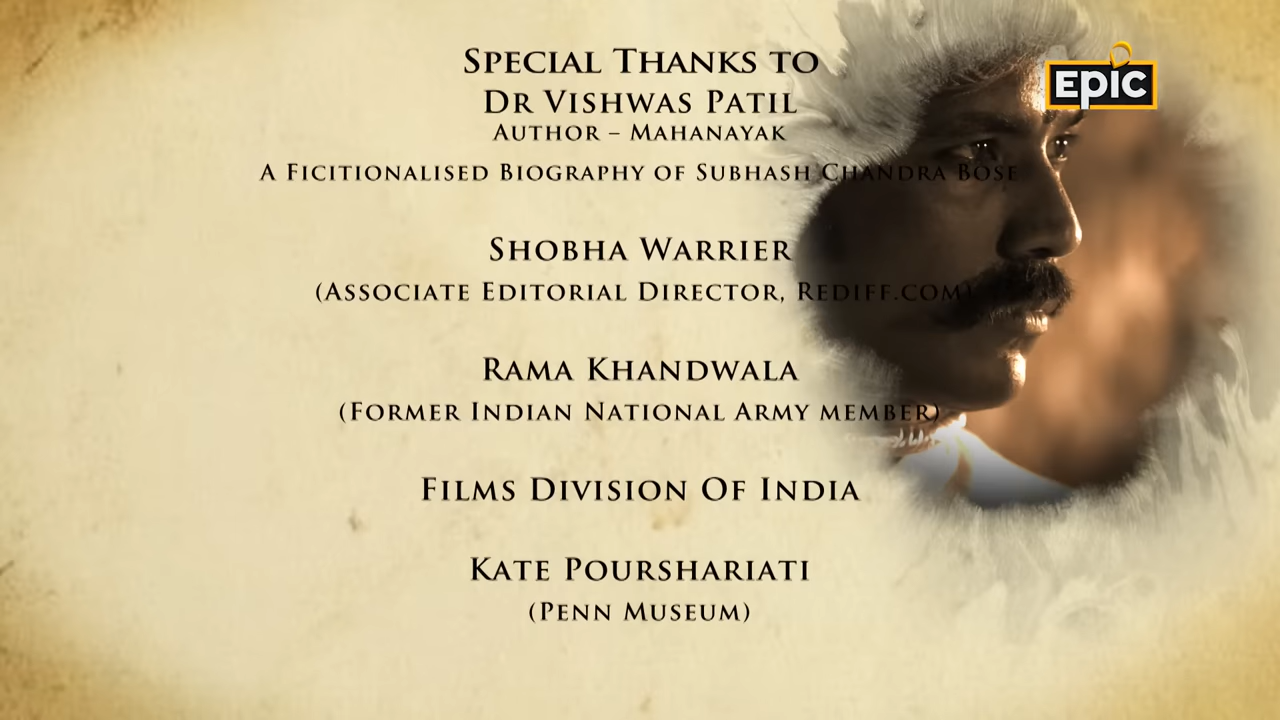 SPECIAL THANKS TO
EPIC
DR VISHWAS PATIL
AUTHOR – MAHANAYAK
A FICITIONALISED BIOGRAPHY OF SUBHASH CHANDRA BOSE
SHOBHA WARRIER
(ASSOCIATE EDITORIAL DIRECTOR, REDIFF.COM)
RAMA KHANDWALA
(FORMER INDIAN NATIONAL ARMY MEMBER)
FILMS DIVISION OF INDIA
KATE POURSHARIATI
(PENN MUSEUM)